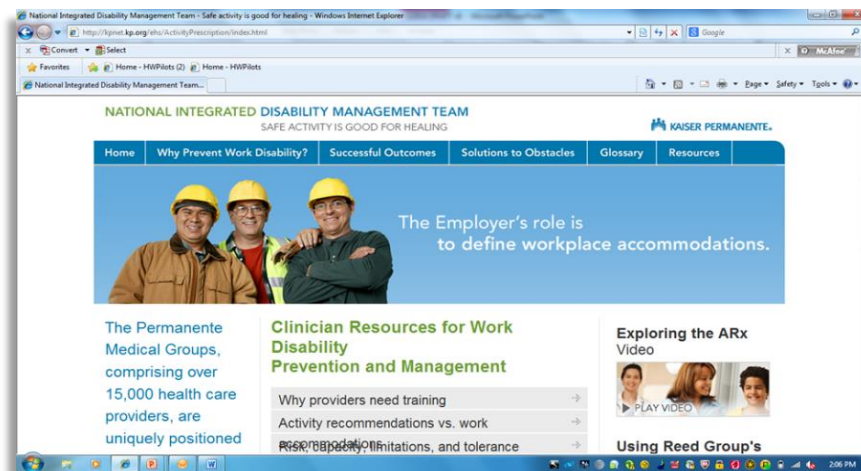 National Integrated Disability Management Team - Safe activity is good for healing - Windows Internet Explorer
http://kpnet.kp.org/ehs/ActivityPrescription/index.html
Google
x Convert Select
x McAfee
Favorites Home - HWPilots (2) Home - HWPilots
National Integrated Disability Management Team...
Page Safety Tools
NATIONAL INTEGRATED DISABILITY MANAGEMENT TEAM
SAFE ACTIVITY IS GOOD FOR HEALING
KAISER PERMANENTE®
Home Why Prevent Work Disability? Successful Outcomes Solutions to Obstacles Glossary Resources
The Employer's role is
to define workplace accommodations.
The Permanente
Medical Groups,
comprising over
15,000 health care
providers, are
uniquely positioned
Clinician Resources for Work
Disability
Prevention and Management
Why providers need training
Activity recommendations vs. work
accommodations
Risk, capacity, limitations, and tolerance
Exploring the ARx
Video
PLAY VIDEO
Using Reed Group's
2:06 PM